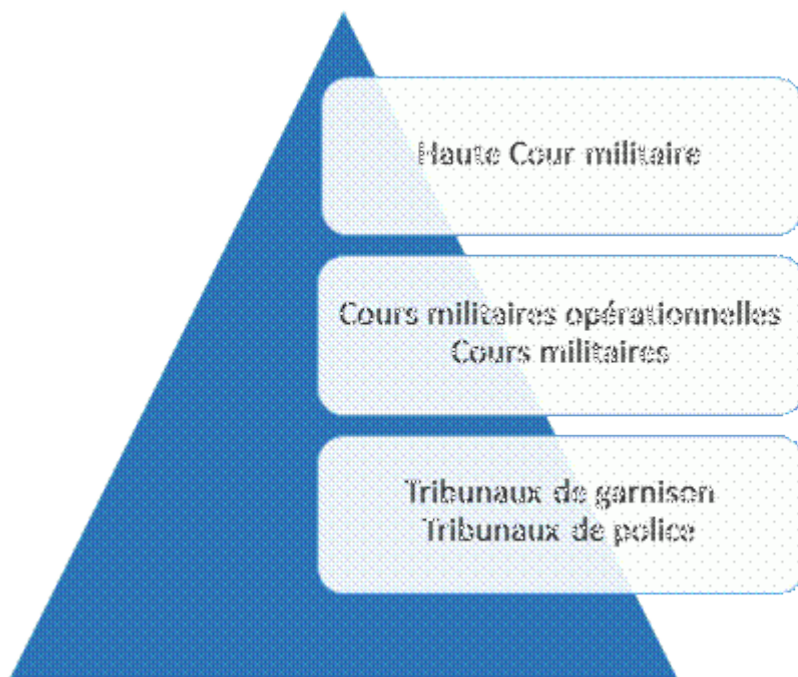 Haute Cour militaire
Cours militaires opérationnelles
Cours militaires
Tribunaux de garnison
Tribunaux de police